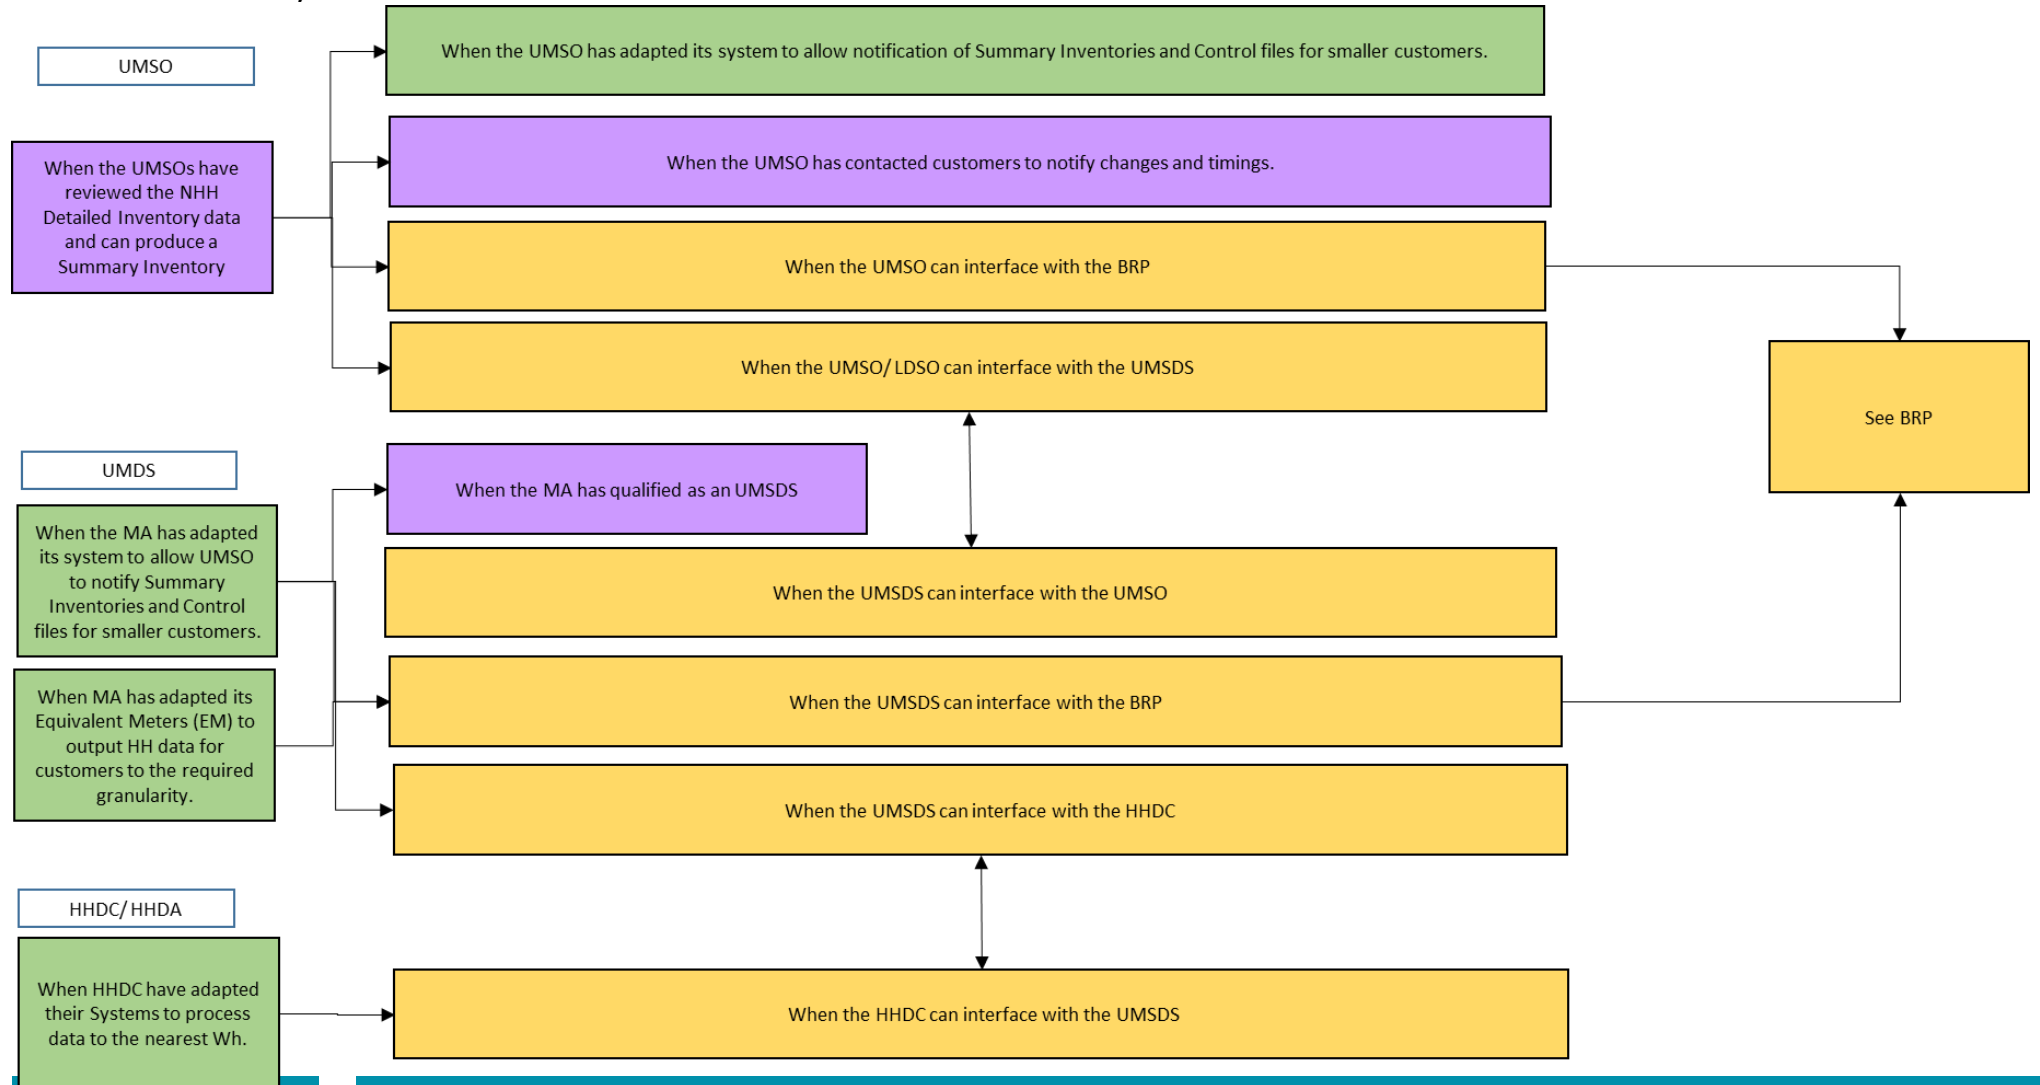 UMSO
When the UMSO has adapted its system to allow notification of Summary Inventories and Control files for smaller customers.
When the UMSOs have
reviewed the NHH
Detailed Inventory data
and can produce a
Summary Inventory
When the UMSO has contacted customers to notify changes and timings.
When the UMSO can interface with the BRP
When the UMSO/ LDSO can interface with the UMSDS
See BRP
UMDS
When the MA has qualified as an UMSDS
When the MA has adapted
its system to allow UMSO
to notify Summary
Inventories and Control
files for smaller customers.
When the UMSDS can interface with the UMSO
When MA has adapted its
Equivalent Meters (EM) to
output HH data for
customers to the required
granularity.
When the UMSDS can interface with the BRP
When the UMSDS can interface with the HHDC
HHDC/ HHDA
When HHDC have adapted
their Systems to process
data to the nearest Wh.
When the HHDC can interface with the UMSDS